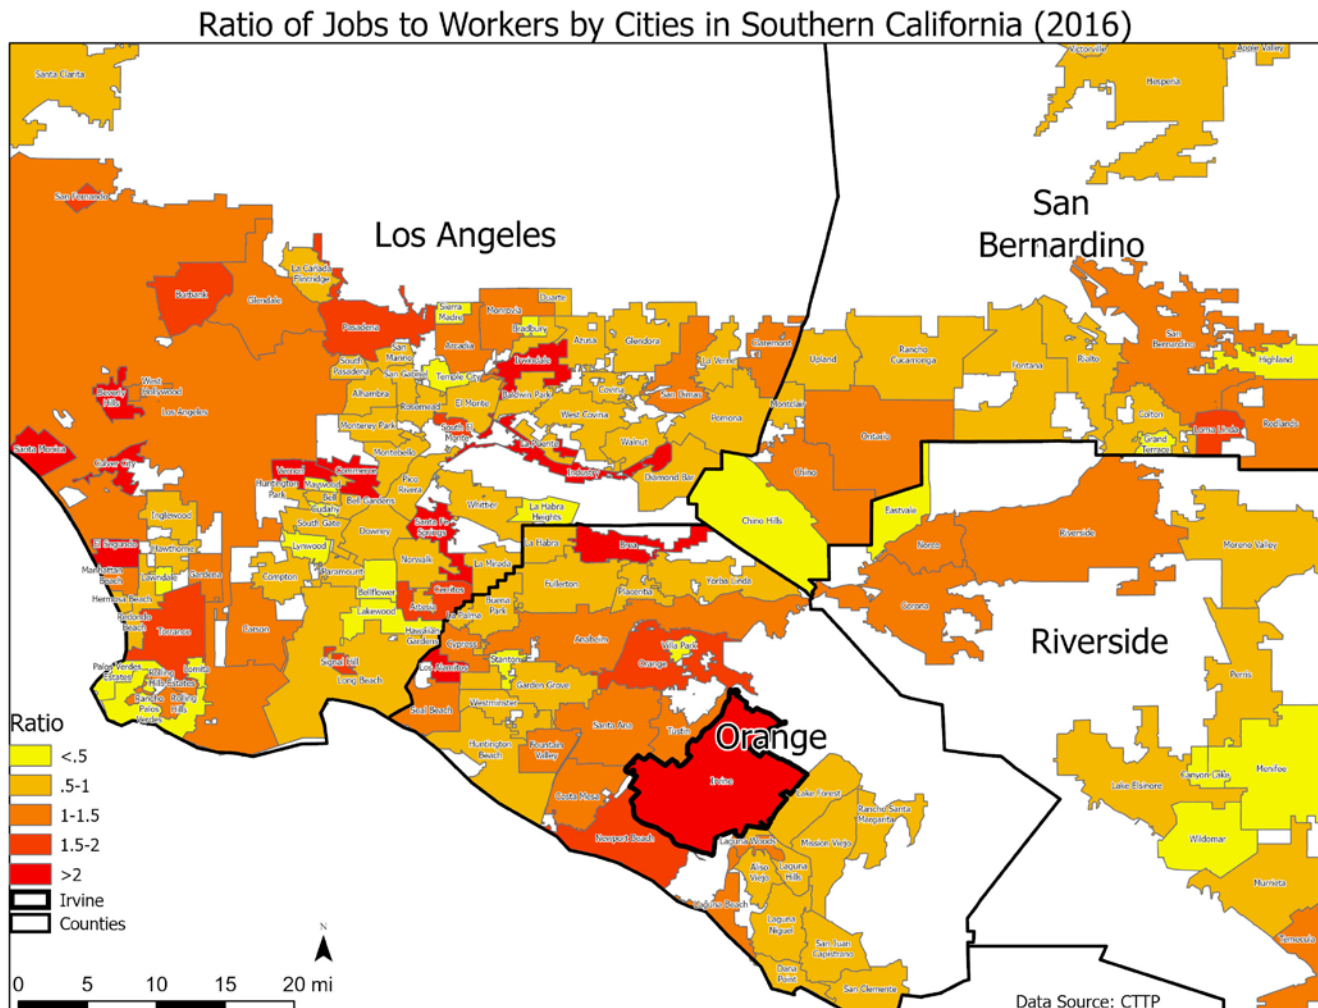 Ratio of Jobs to Workers by Cities in Southern California (2016)
Santa Clarita
Victorville
Apple Valley
Hesperia
San Fernando
Los Angeles
San
Bernardino
La Cañada
Flintridge
Burbank
Glendale
Pasadena
Sierra
Madre
Monrovia
Duarte
Bradbury
Arcadia
San
Marino
South
Pasadena
San Gabriel
Temple City
Irwindale
Azusa
Glendora
La Verne
Claremont
Upland
Rancho
Cucamonga
Fontana
Rialto
San
Bernardino
Highland
Beverly
Hills
West
Hollywood
Los Angeles
Alhambra
Rosemead
El Monte
Baldwin Park
Covina
San Dimas
Pomona
Montclair
Ontario
Colton
Grand
Terrace
Loma Linda
Redlands
Santa Monica
Culver City
Monterey Park
South El
Monte
West Covina
La Puente
Walnut
Industry
Diamond Bar
Chino
Montebello
Vernon
Commerce
Huntington
Park
Maywood
Bell
Cudahy
Bell Gardens
Pico
Rivera
Whittier
La Habra
Heights
Chino Hills
Eastvale
Norco
Riverside
Moreno Valley
Inglewood
South Gate
Downey
Santa Fe
Springs
El Segundo
Hawthorne
Lynwood
Norwalk
La Mirada
La Habra
Brea
Manhattan
Beach
Lawndale
Gardena
Compton
Paramount
Bellflower
Fullerton
Placentia
Yorba Linda
Corona
Riverside
Hermosa Beach
Redondo
Beach
Torrance
Carson
Lakewood
Artesia
Cerritos
La Palma
Buena
Park
Hawaiian
Gardens
Cypress
Anaheim
Villa Park
Orange
Palos Verdes
Estates
Rolling
Hills Estates
Lomita
Rancho
Palos
Verdes
Rolling
Hills
Signal Hill
Long Beach
Los Alamitos
Stanton
Garden Grove
Perris
Seal Beach
Westminster
Santa Ana
Tustin
Orange
Huntington
Beach
Fountain
Valley
Irvine
Costa Mesa
Newport Beach
Lake Forest
Rancho Santa
Margarita
Mission Viejo
Laguna Woods
Aliso
Viejo
Laguna
Hills
Laguna Beach
Laguna
Niguel
San Juan
Capistrano
Dana
Point
San Clemente
Canyon Lake
Menifee
Lake Elsinore
Wildomar
Murrieta
Temecula
Ratio
<.5
.5-1
1-1.5
1.5-2
>2
Irvine
Counties
N
0 5 10 15 20 mi
Data Source: CTTP